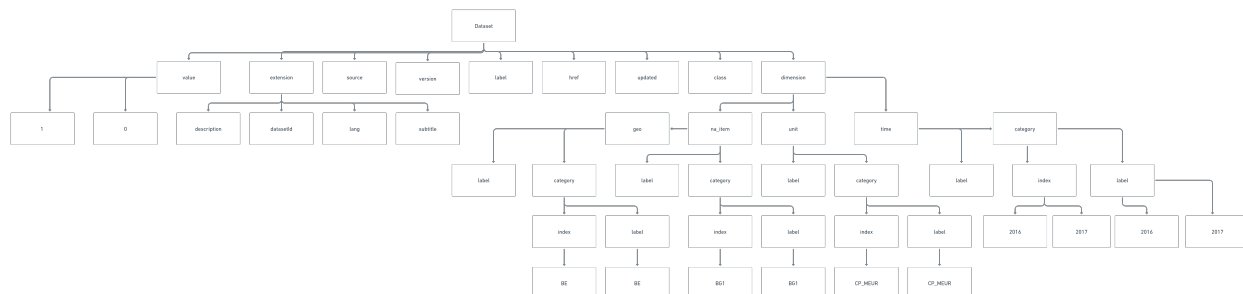 Dataset
value
extension
source
version
label
href
updated
class
dimension
1
0
description
datasetId
lang
subtitle
geo
na_item
unit
time
category
label
category
label
category
label
category
label
index
label
index
label
index
label
index
label
2016
2017
2016
2017
BE
BE
BG1
BG1
CP_MEUR
CP_MEUR